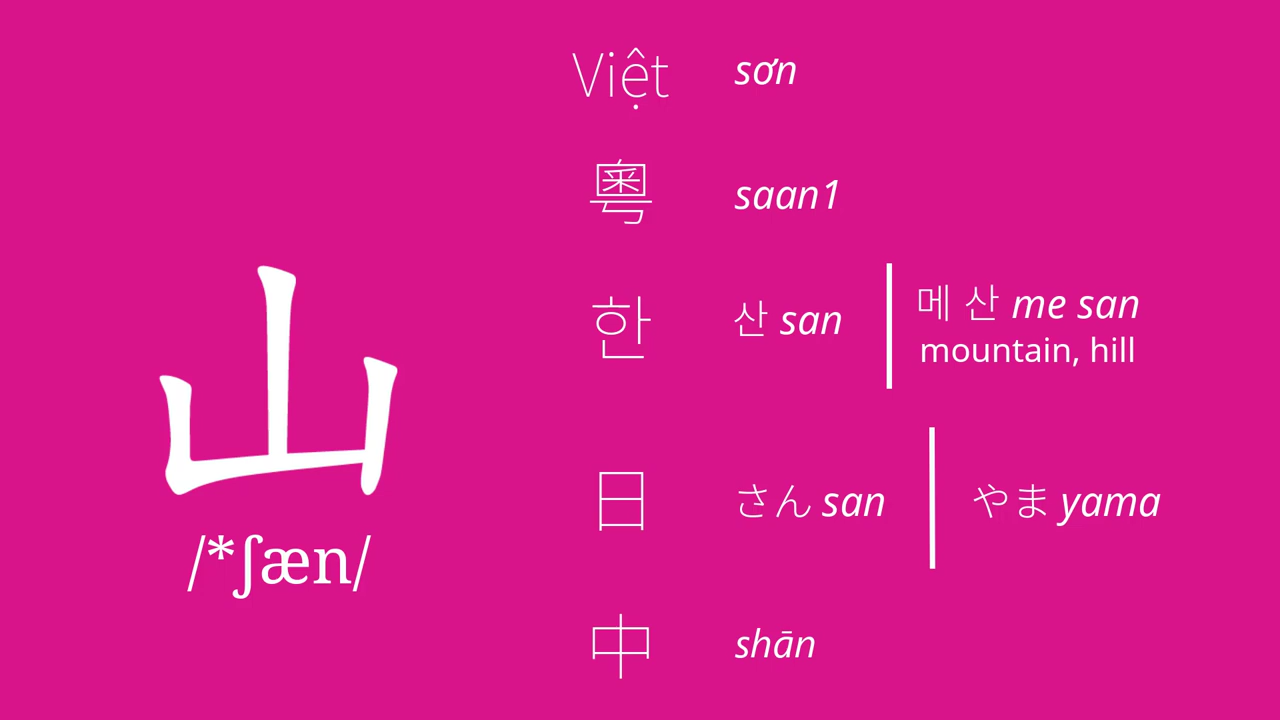 山
/*ʃæn/
Việt sơn
粵 saan1
한 산 san 메 산 me san
mountain, hill
日 さん san やま yama
中 shān